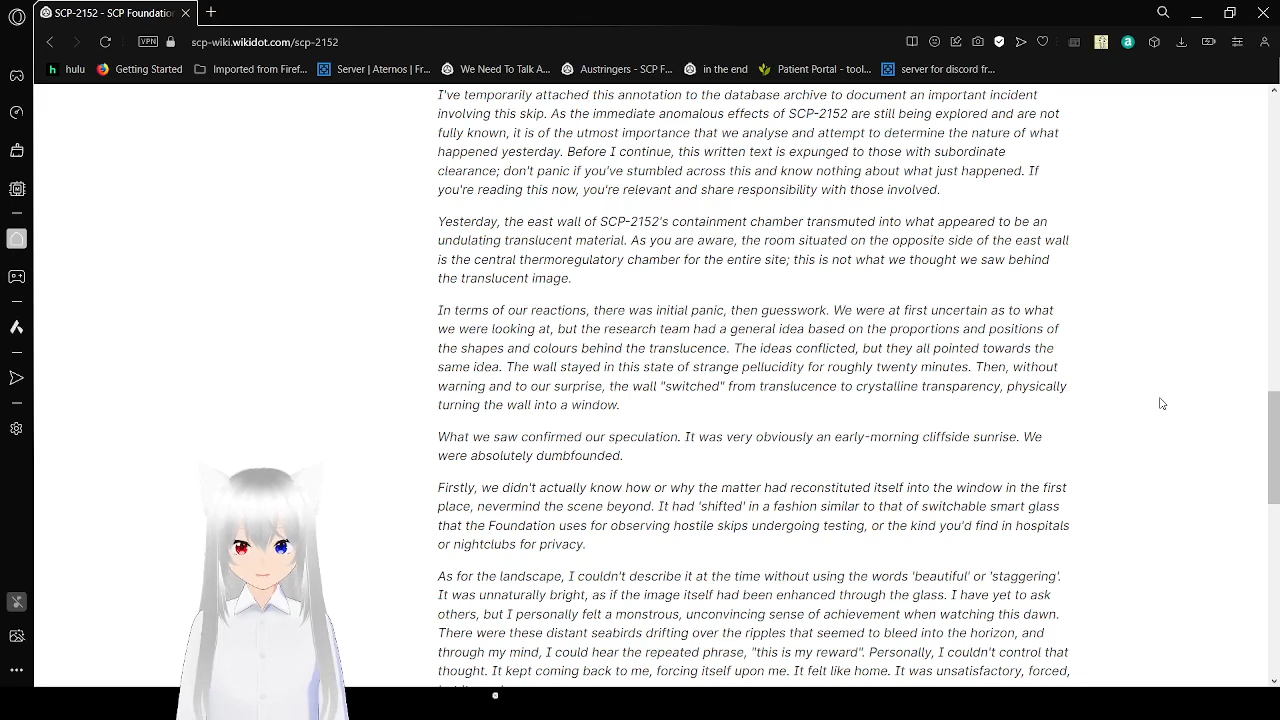 SCP-2152 - SCP Foundation
VPN
scp-wiki.wikidot.com/scp-2152
hulu
Getting Started
Imported from Firef...
Server | Aternos | Fr...
We Need To Talk A...
Austringers - SCP F...
in the end
Patient Portal - tool...
server for discord fr...
I've temporarily attached this annotation to the database archive to document an important incident
involving this skip. As the immediate anomalous effects of SCP-2152 are still being explored and are not
fully known, it is of the utmost importance that we analyse and attempt to determine the nature of what
happened yesterday. Before I continue, this written text is expunged to those with subordinate
clearance; don't panic if you've stumbled across this and know nothing about what just happened. If
you're reading this now, you're relevant and share responsibility with those involved.
Yesterday, the east wall of SCP-2152's containment chamber transmuted into what appeared to be an
undulating translucent material. As you are aware, the room situated on the opposite side of the east wall
is the central thermoregulatory chamber for the entire site; this is not what we thought we saw behind
the translucent image.
In terms of our reactions, there was initial panic, then guesswork. We were at first uncertain as to what
we were looking at, but the research team had a general idea based on the proportions and positions of
the shapes and colours behind the translucence. The ideas conflicted, but they all pointed towards the
same idea. The wall stayed in this state of strange pellucidity for roughly twenty minutes. Then, without
warning and to our surprise, the wall "switched" from translucence to crystalline transparency, physically
turning the wall into a window.
What we saw confirmed our speculation. It was very obviously an early-morning cliffside sunrise. We
were absolutely dumbfounded.
Firstly, we didn't actually know how or why the matter had reconstituted itself into the window in the first
place, nevermind the scene beyond. It had 'shifted' in a fashion similar to that of switchable smart glass
that the Foundation uses for observing hostile skips undergoing testing, or the kind you'd find in hospitals
or nightclubs for privacy.
As for the landscape, I couldn't describe it at the time without using the words 'beautiful' or 'staggering'.
It was unnaturally bright, as if the image itself had been enhanced through the glass. I have yet to ask
others, but I personally felt a monstrous, unconvincing sense of achievement when watching this dawn.
There were these distant seabirds drifting over the ripples that seemed to bleed into the horizon, and
through my mind, I could hear the repeated phrase, "this is my reward". Personally, I couldn't control that
thought. It kept coming back to me, forcing itself upon me. It felt like home. It was unsatisfactory, forced,